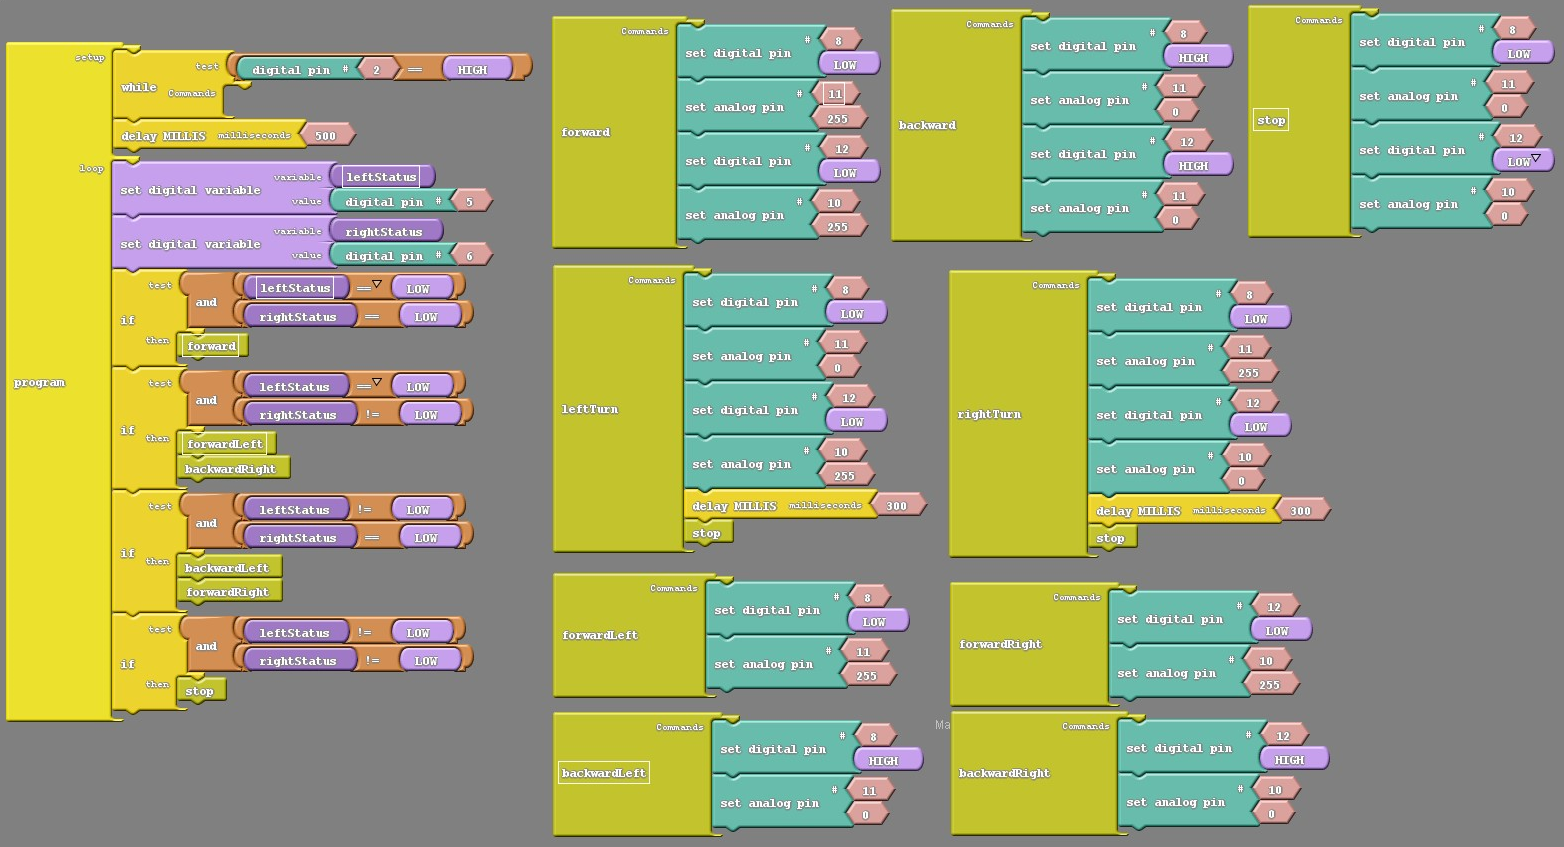 setup
while
test
digital pin # 2 == HIGH
Commands
delay MILLIS milliseconds 500
loop
set digital variable
variable leftStatus
value digital pin # 5
set digital variable
variable rightStatus
value digital pin # 6
if
test
and
leftStatus == LOW
rightStatus == LOW
then forward
program
if
test
and
leftStatus == LOW
rightStatus != LOW
then forwardLeft
backwardRight
if
test
and
leftStatus != LOW
rightStatus == LOW
then backwardLeft
forwardRight
if
test
and
leftStatus != LOW
rightStatus != LOW
then stop
forward
Commands
set digital pin # 8
LOW
set analog pin # 11
255
set digital pin # 12
LOW
set analog pin # 10
255
backward
Commands
set digital pin # 8
HIGH
set analog pin # 11
0
set digital pin # 12
HIGH
set analog pin # 11
0
stop
Commands
set digital pin # 8
LOW
set analog pin # 11
0
set digital pin # 12
LOW
set analog pin # 10
0
leftTurn
Commands
set digital pin # 8
LOW
set analog pin # 11
0
set digital pin # 12
LOW
set analog pin # 10
255
delay MILLIS milliseconds 300
stop
rightTurn
Commands
set digital pin # 8
LOW
set analog pin # 11
255
set digital pin # 12
LOW
set analog pin # 10
0
delay MILLIS milliseconds 300
stop
forwardLeft
Commands
set digital pin # 8
LOW
set analog pin # 11
255
forwardRight
Commands
set digital pin # 12
LOW
set analog pin # 10
255
backwardLeft
Commands
set digital pin # 8
HIGH
set analog pin # 11
0
Ma
backwardRight
Commands
set digital pin # 12
HIGH
set analog pin # 10
0